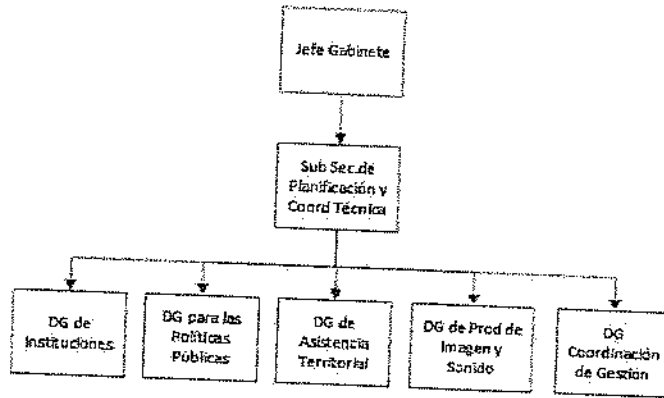 Jefe Gabinete
Sub Sec.de
Planificación y
Coord Técnica
DG de
Instituciones
DG para las
Políticas
Públicas
DG de
Asistencia
Territorial
DG de Prod de
Imagen y
Sonido
DG
Coordinación
de Gestión